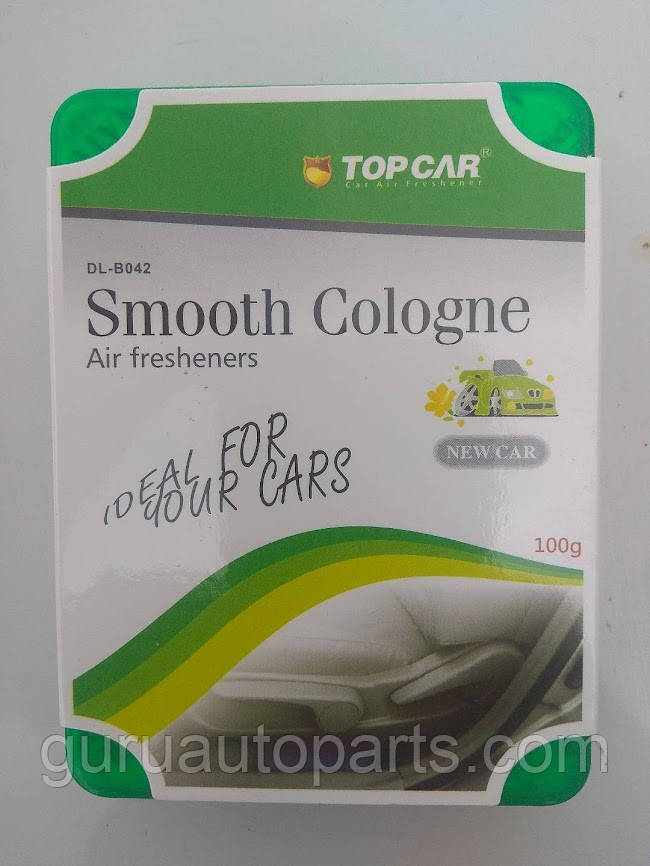 TOP CAR®
Car Air Freshener
DL-B042
Smooth Cologne
Air fresheners
IDEAL FOR
YOUR CARS
NEW CAR
100g
guruautoparts.com